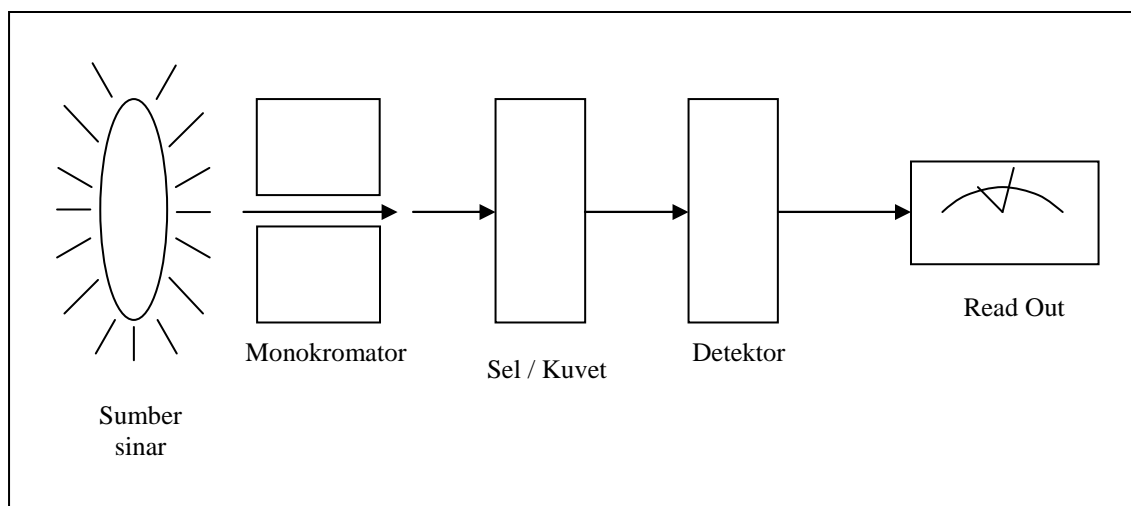 Sumber
sinar
Monokromator
Sel / Kuvet
Detektor
Read Out